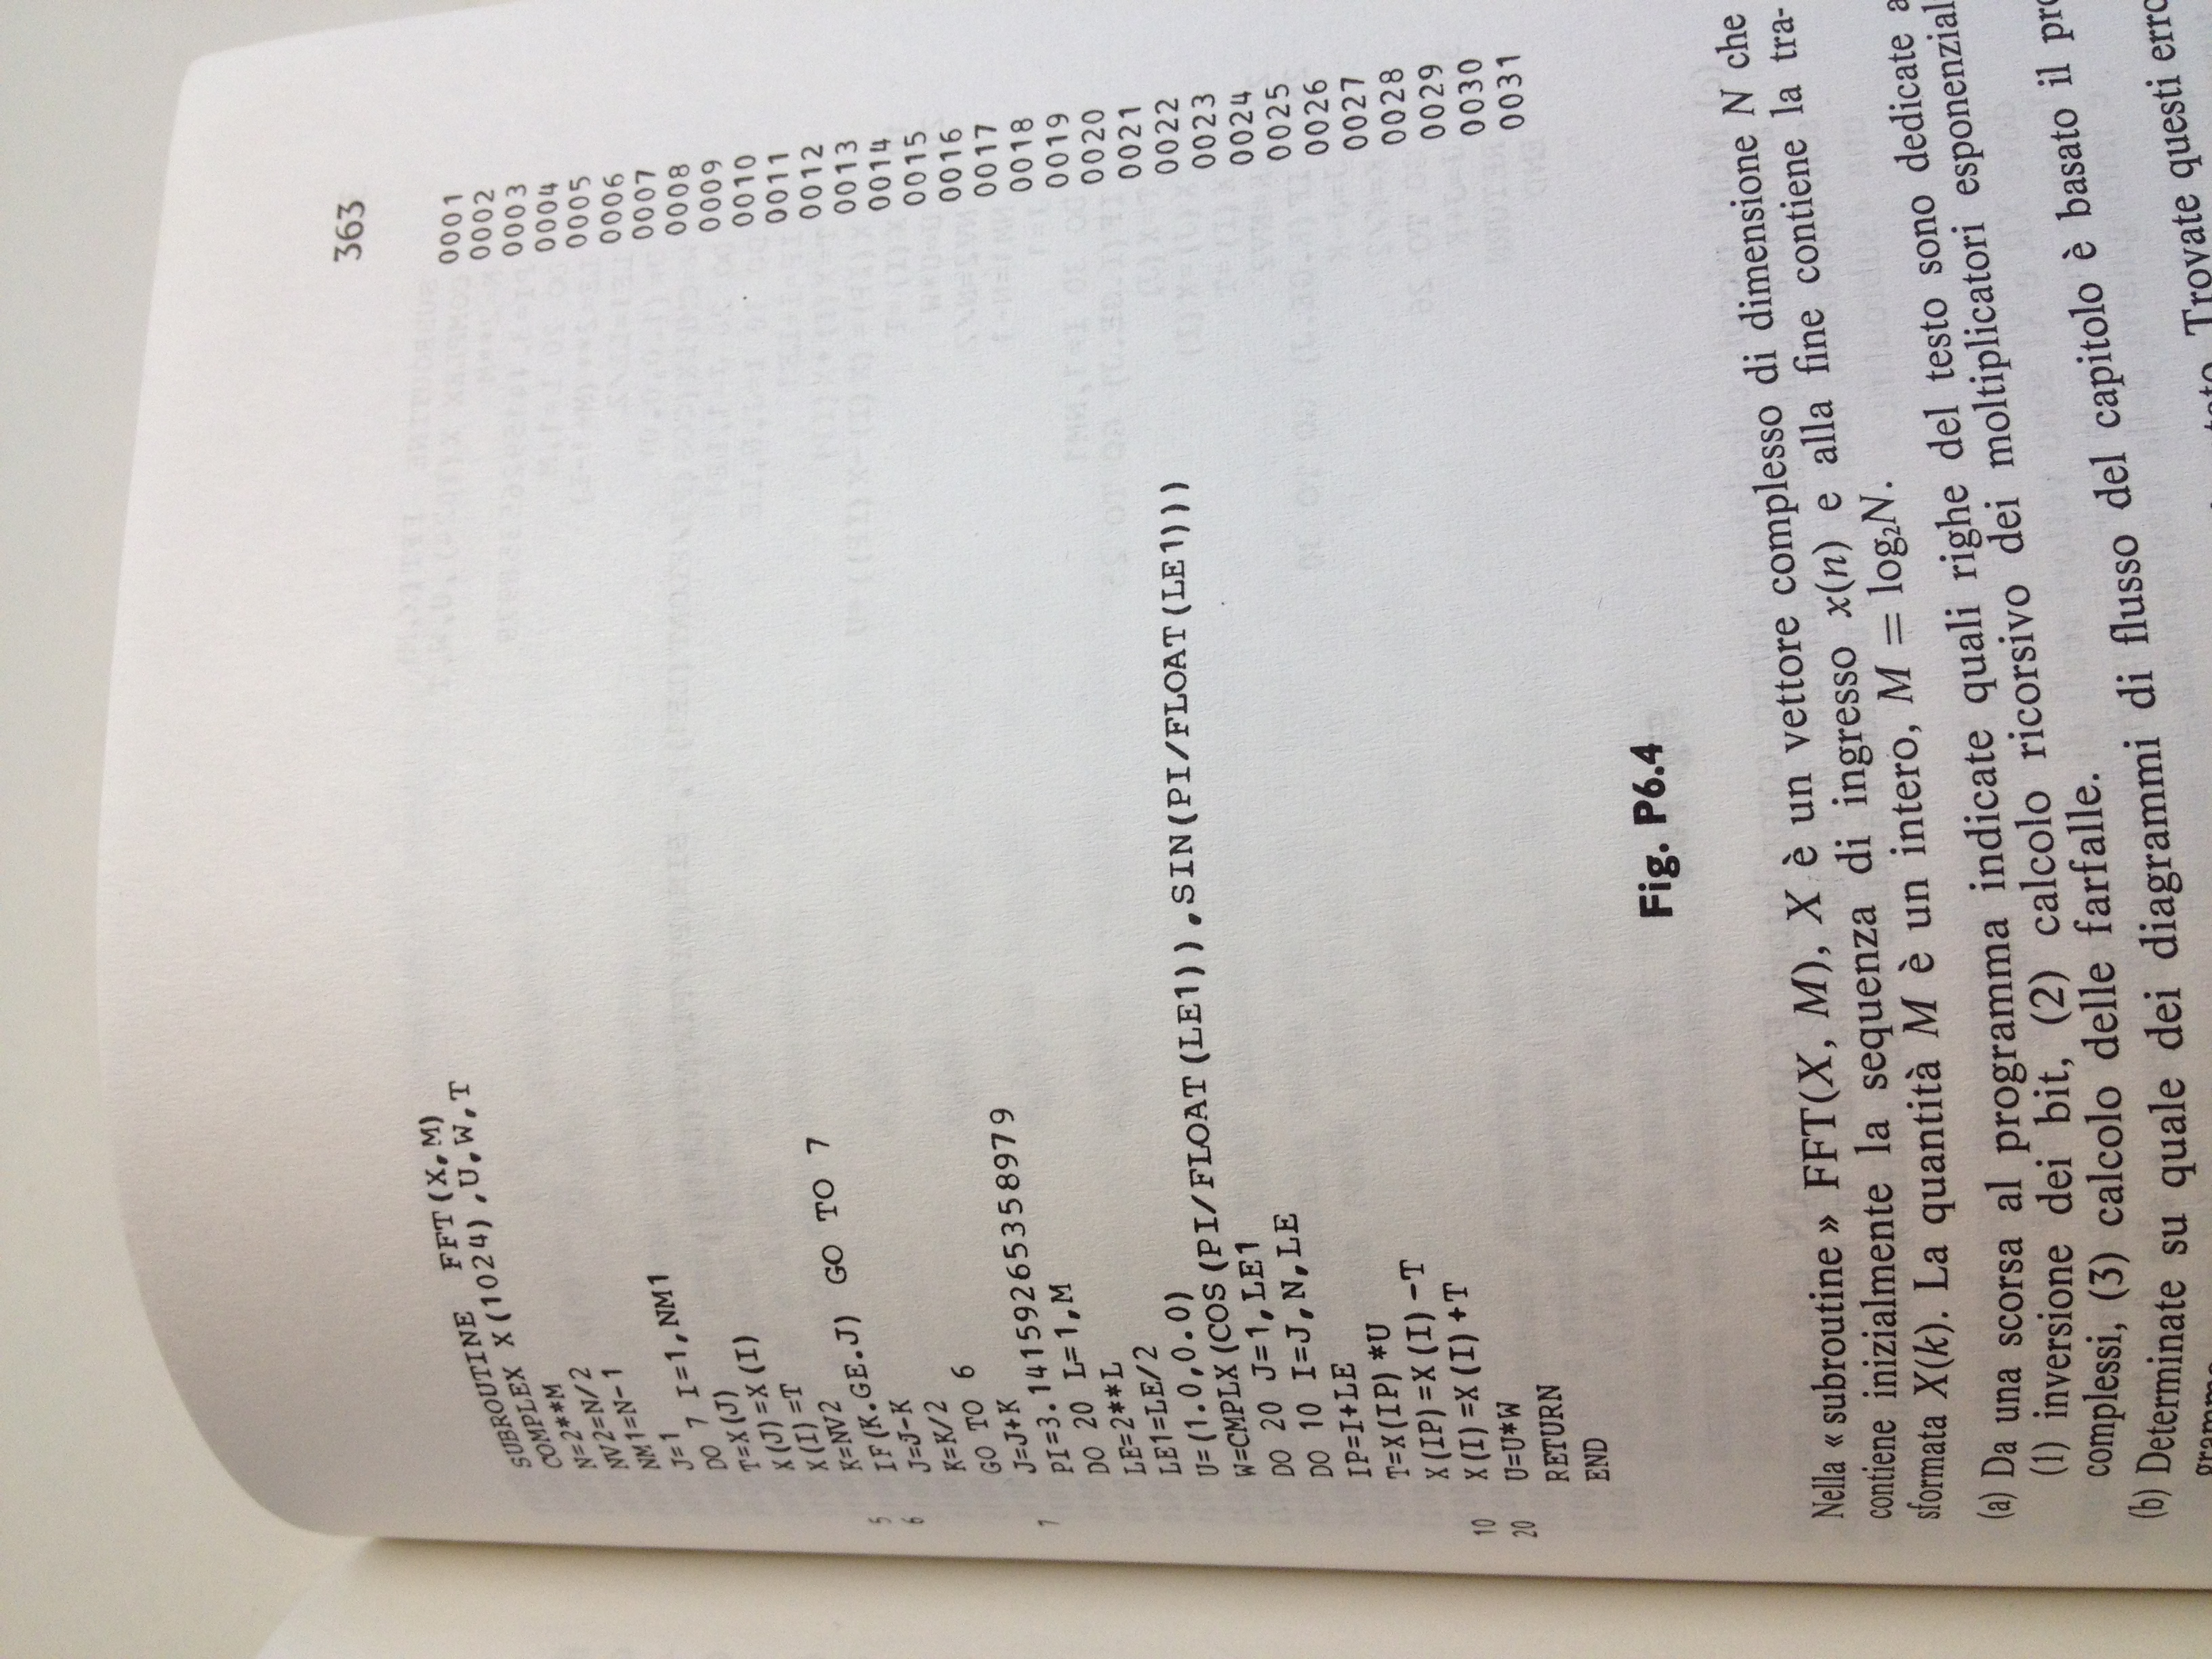 363
SUBROUTINE FFT(X,M) 0001
COMPLEX X(1024),U,W,T 0002
N=2**M 0003
NV2=N/2 0004
NM1=N-1 0005
J=1 0006
DO 7 I=1,NM1 0007
T=X(J) 0008
X(J)=X(I) 0009
X(I)=T 0010
5 K=NV2 0011
6 IF(K.GE.J) GO TO 7 0012
J=J-K 0013
K=K/2 0014
GO TO 6 0015
7 J=J+K 0016
PI=3.14159265358979 0017
DO 20 L=1,M 0018
LE=2**L 0019
LE1=LE/2 0020
U=(1.0,0.0) 0021
W=CMPLX(COS(PI/FLOAT(LE1)),SIN(PI/FLOAT(LE1))) 0022
DO 20 J=1,LE1 0023
DO 10 I=J,N,LE 0024
IP=I+LE 0025
T=X(IP)*U 0026
X(IP)=X(I)-T 0027
10 X(I)=X(I)+T 0028
20 U=U*W 0029
RETURN 0030
END 0031
Fig. P6.4
Nella « subroutine » FFT(X, M), X è un vettore complesso di dimensione N che
contiene inizialmente la sequenza di ingresso x(n) e alla fine contiene la tra-
sformata X(k). La quantità M è un intero, M = log₂N.
(a) Da una scorsa al programma indicate quali righe del testo sono dedicate a
(1) inversione dei bit, (2) calcolo ricorsivo dei moltiplicatori esponenzial
complessi, (3) calcolo delle farfalle.
(b) Determinate su quale dei diagrammi di flusso del capitolo è basato il pro
Trovate questi erro